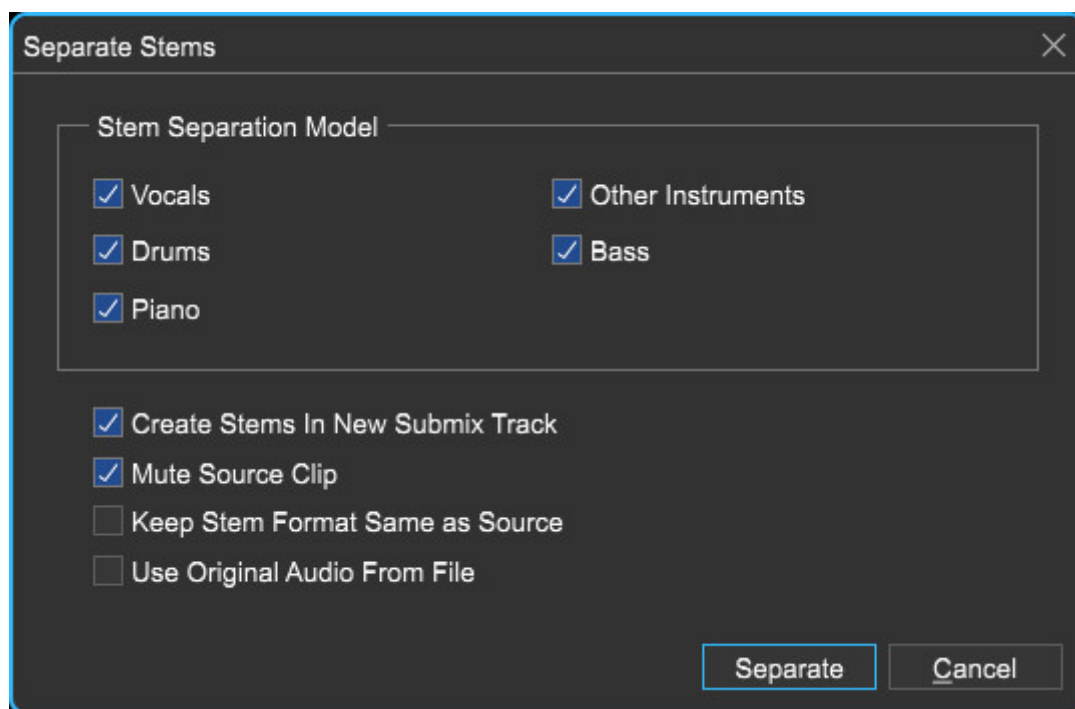 Separate Stems
Stem Separation Model
Vocals
Other Instruments
Drums
Bass
Piano
Create Stems In New Submix Track
Mute Source Clip
Keep Stem Format Same as Source
Use Original Audio From File
Separate
Cancel